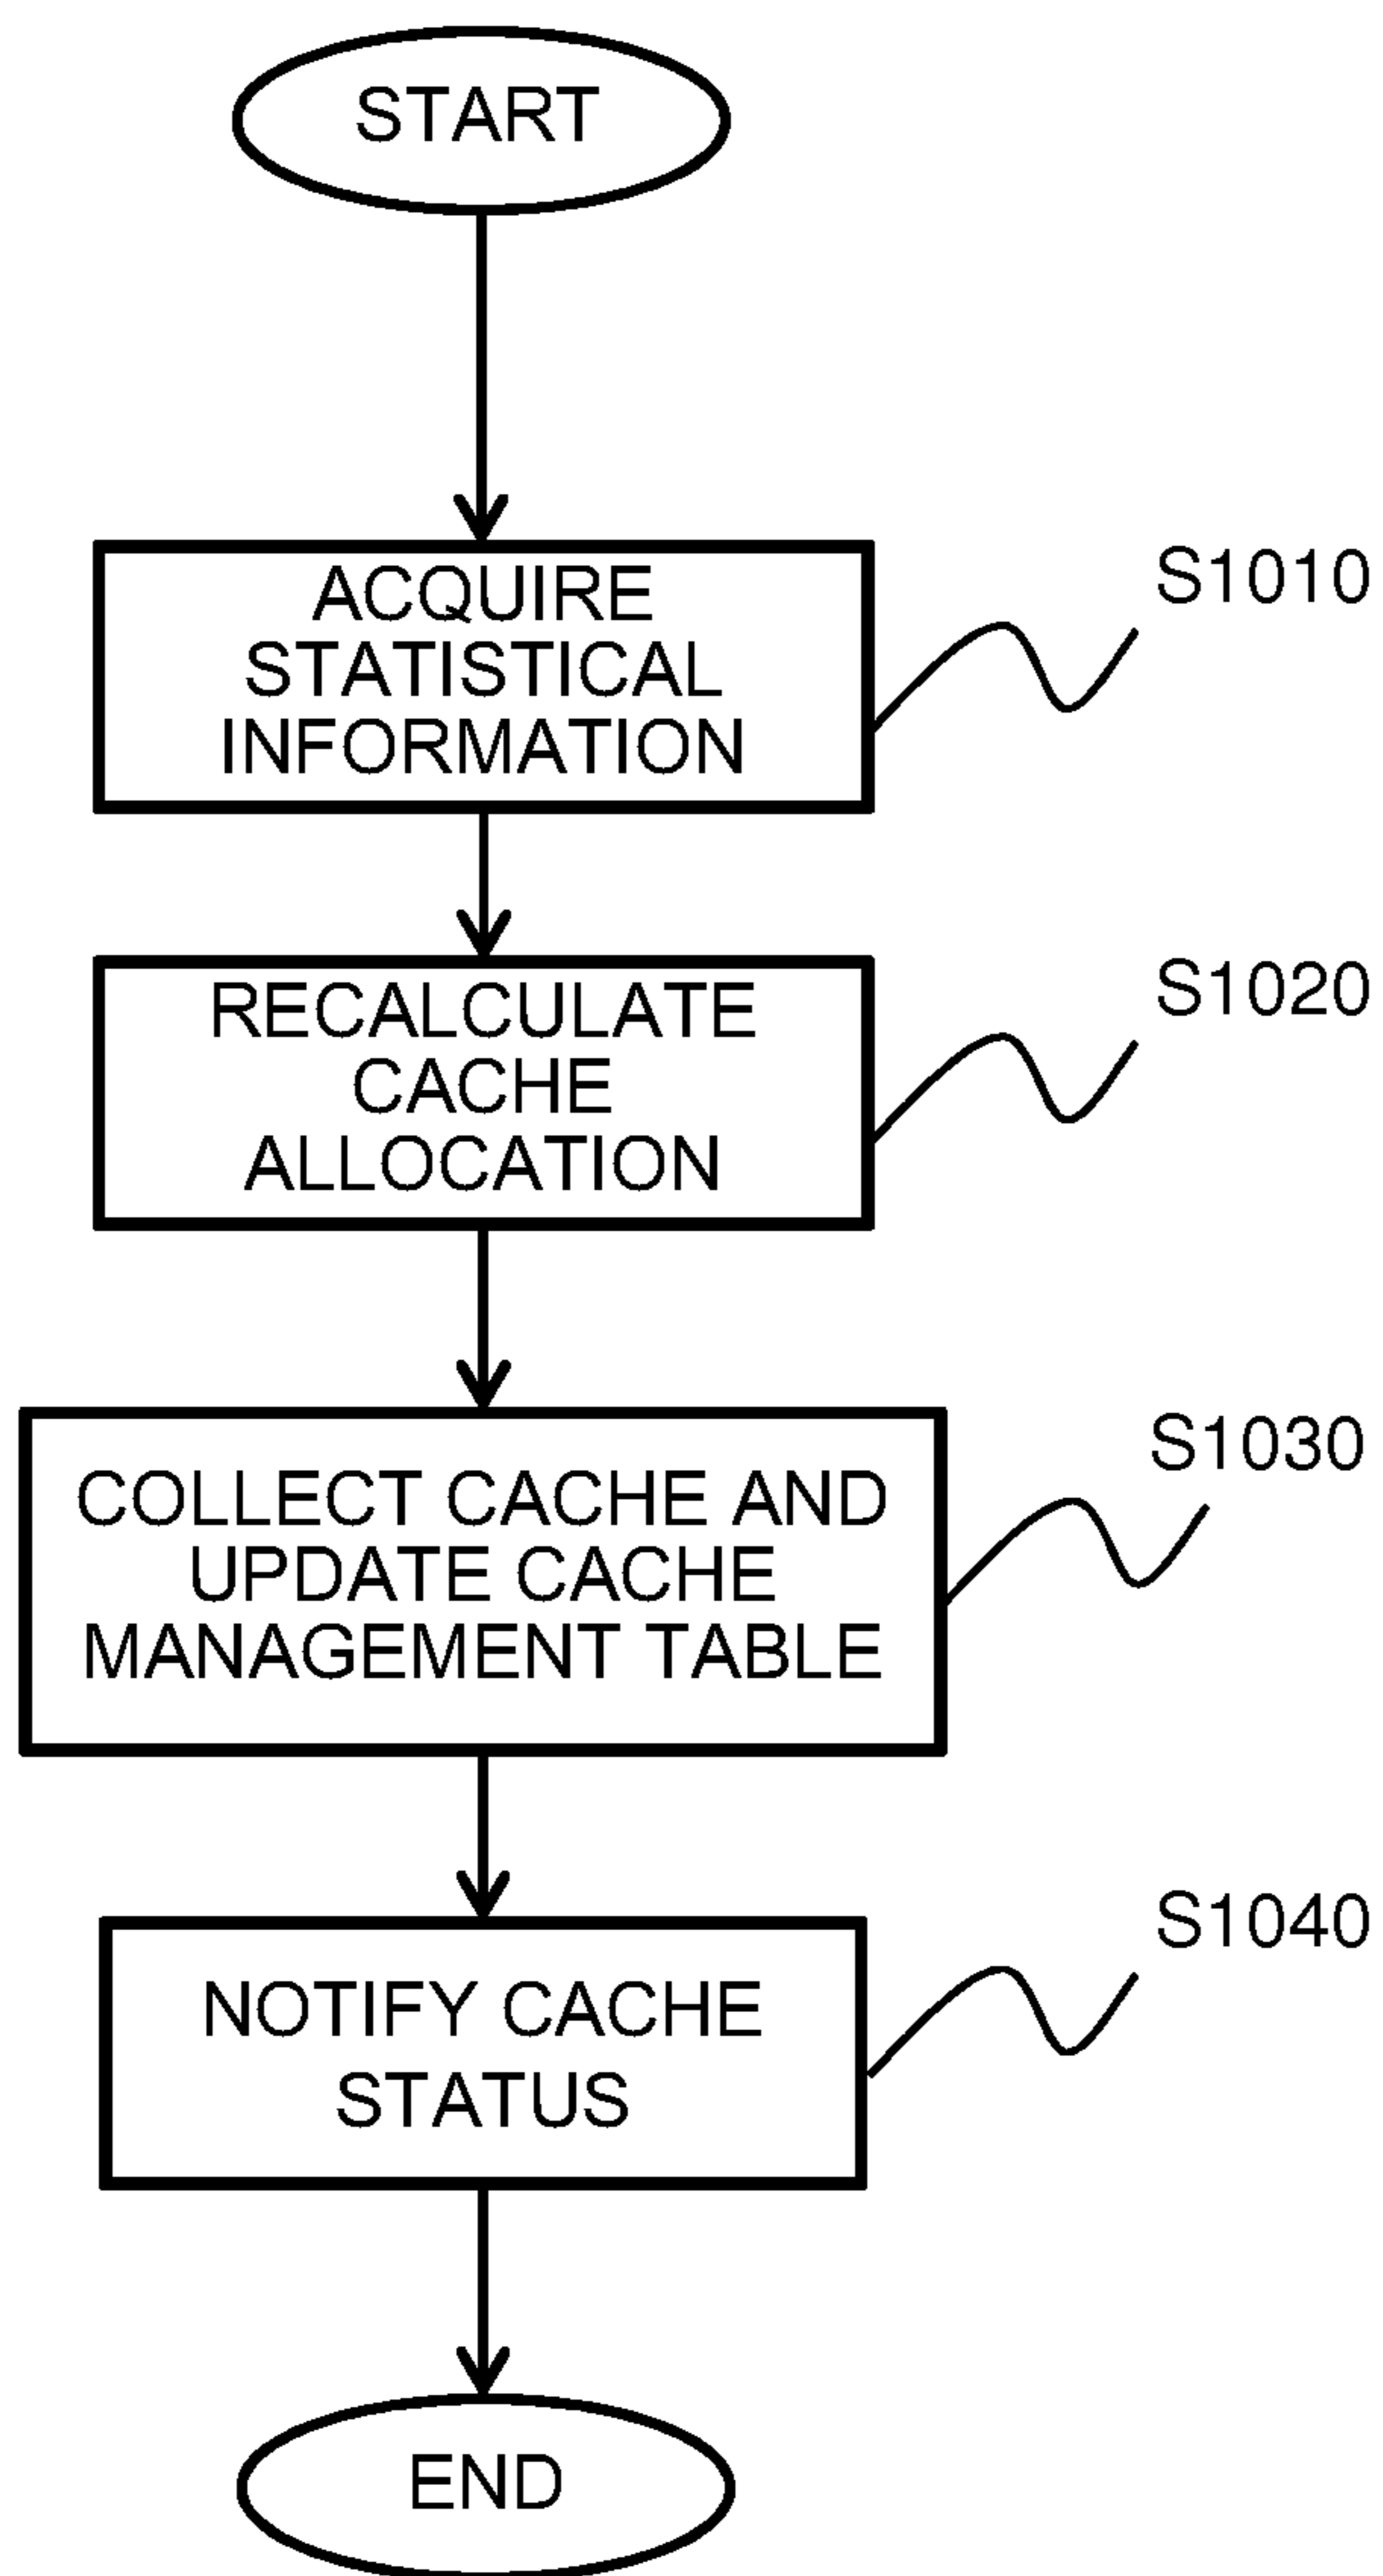 START
ACQUIRE
STATISTICAL
INFORMATION
S1010
RECALCULATE
CACHE
ALLOCATION
S1020
COLLECT CACHE AND
UPDATE CACHE
MANAGEMENT TABLE
S1030
NOTIFY CACHE
STATUS
S1040
END